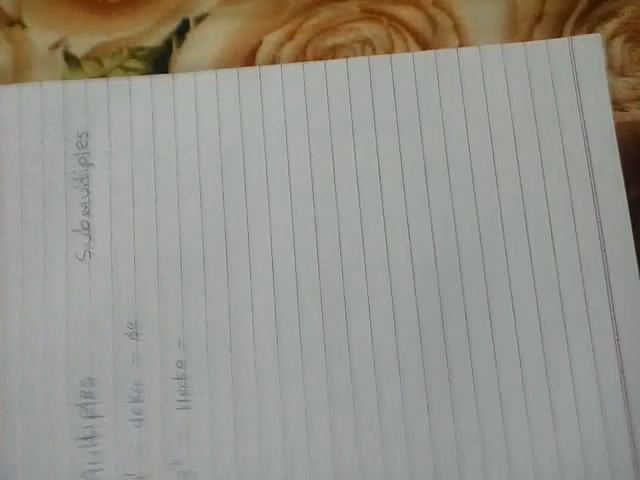 Multiples Submultiples
deka = da
Hecto =